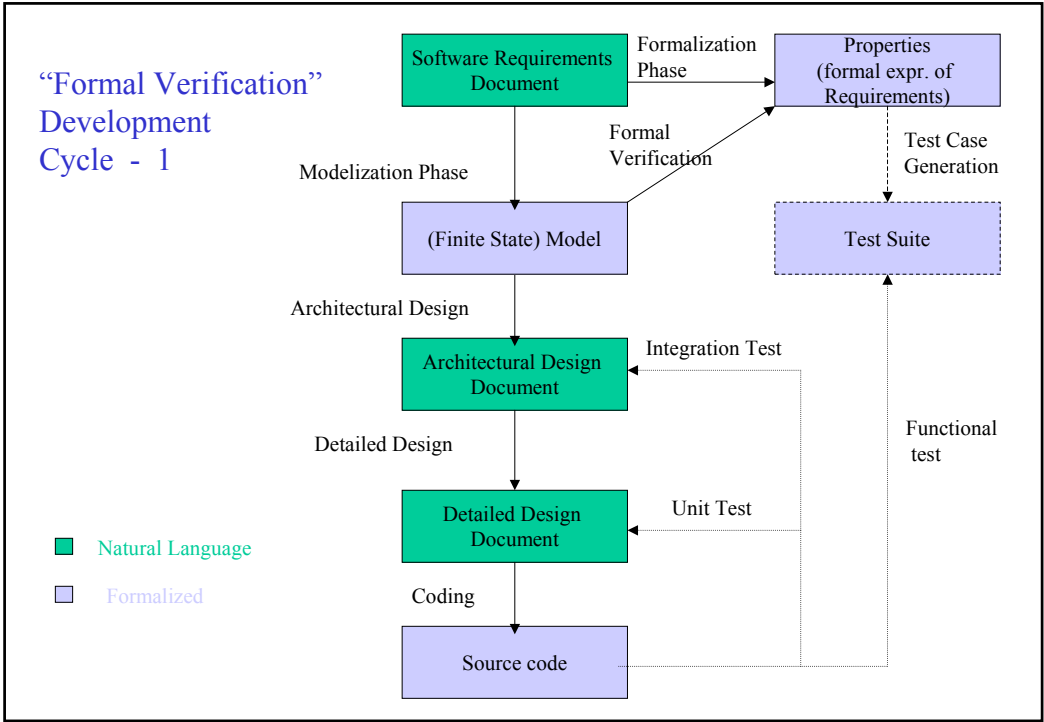 “Formal Verification”
Development
Cycle - 1
Software Requirements
Document
Formalization
Phase
Properties
(formal expr. of
Requirements)
Formal
Verification
Test Case
Generation
Modelization Phase
(Finite State) Model
Test Suite
Architectural Design
Architectural Design
Document
Integration Test
Detailed Design
Functional
test
Detailed Design
Document
Unit Test
Natural Language
Formalized
Coding
Source code